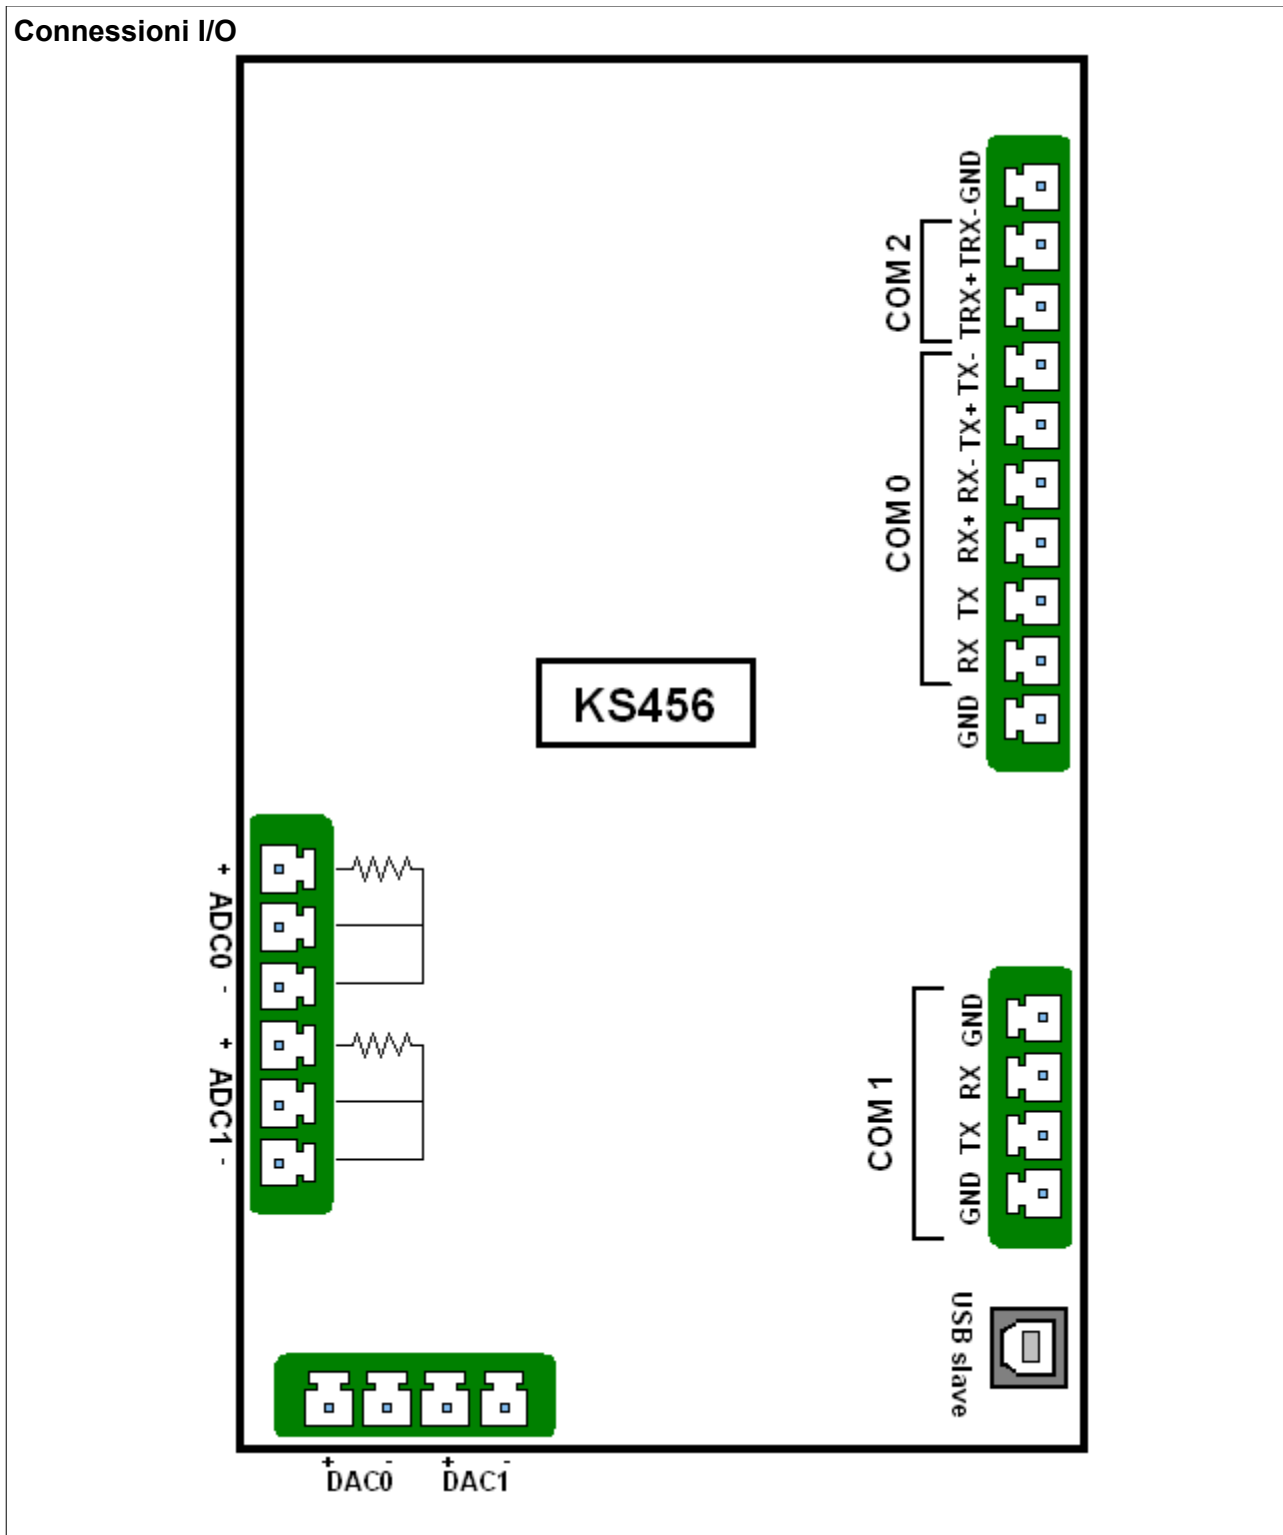 Connessioni I/O
GND
TRX-
TRX+
TX-
TX+
RX-
RX+
TX
RX
GND
COM 2
COM 0
KS456
+ ADC0 -
+ ADC1 -
COM 1
GND
RX
TX
GND
USB slave
+ -
DAC0
+ -
DAC1